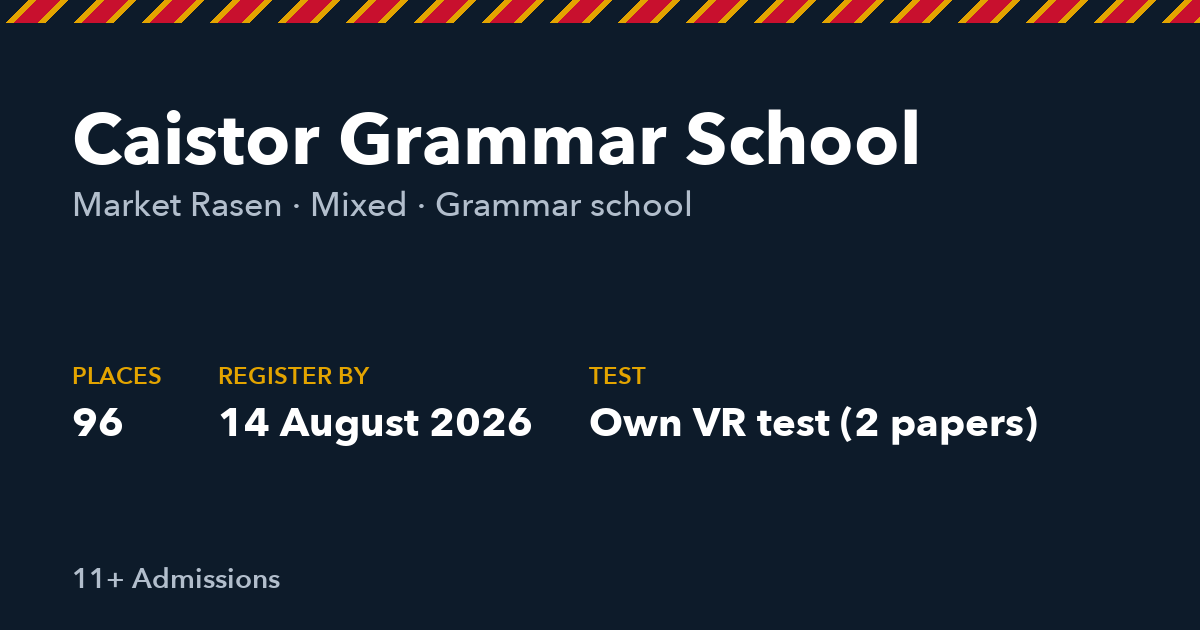 Caistor Grammar School
Market Rasen · Mixed · Grammar school
PLACES
96
REGISTER BY
14 August 2026
TEST
Own VR test (2 papers)
11+ Admissions